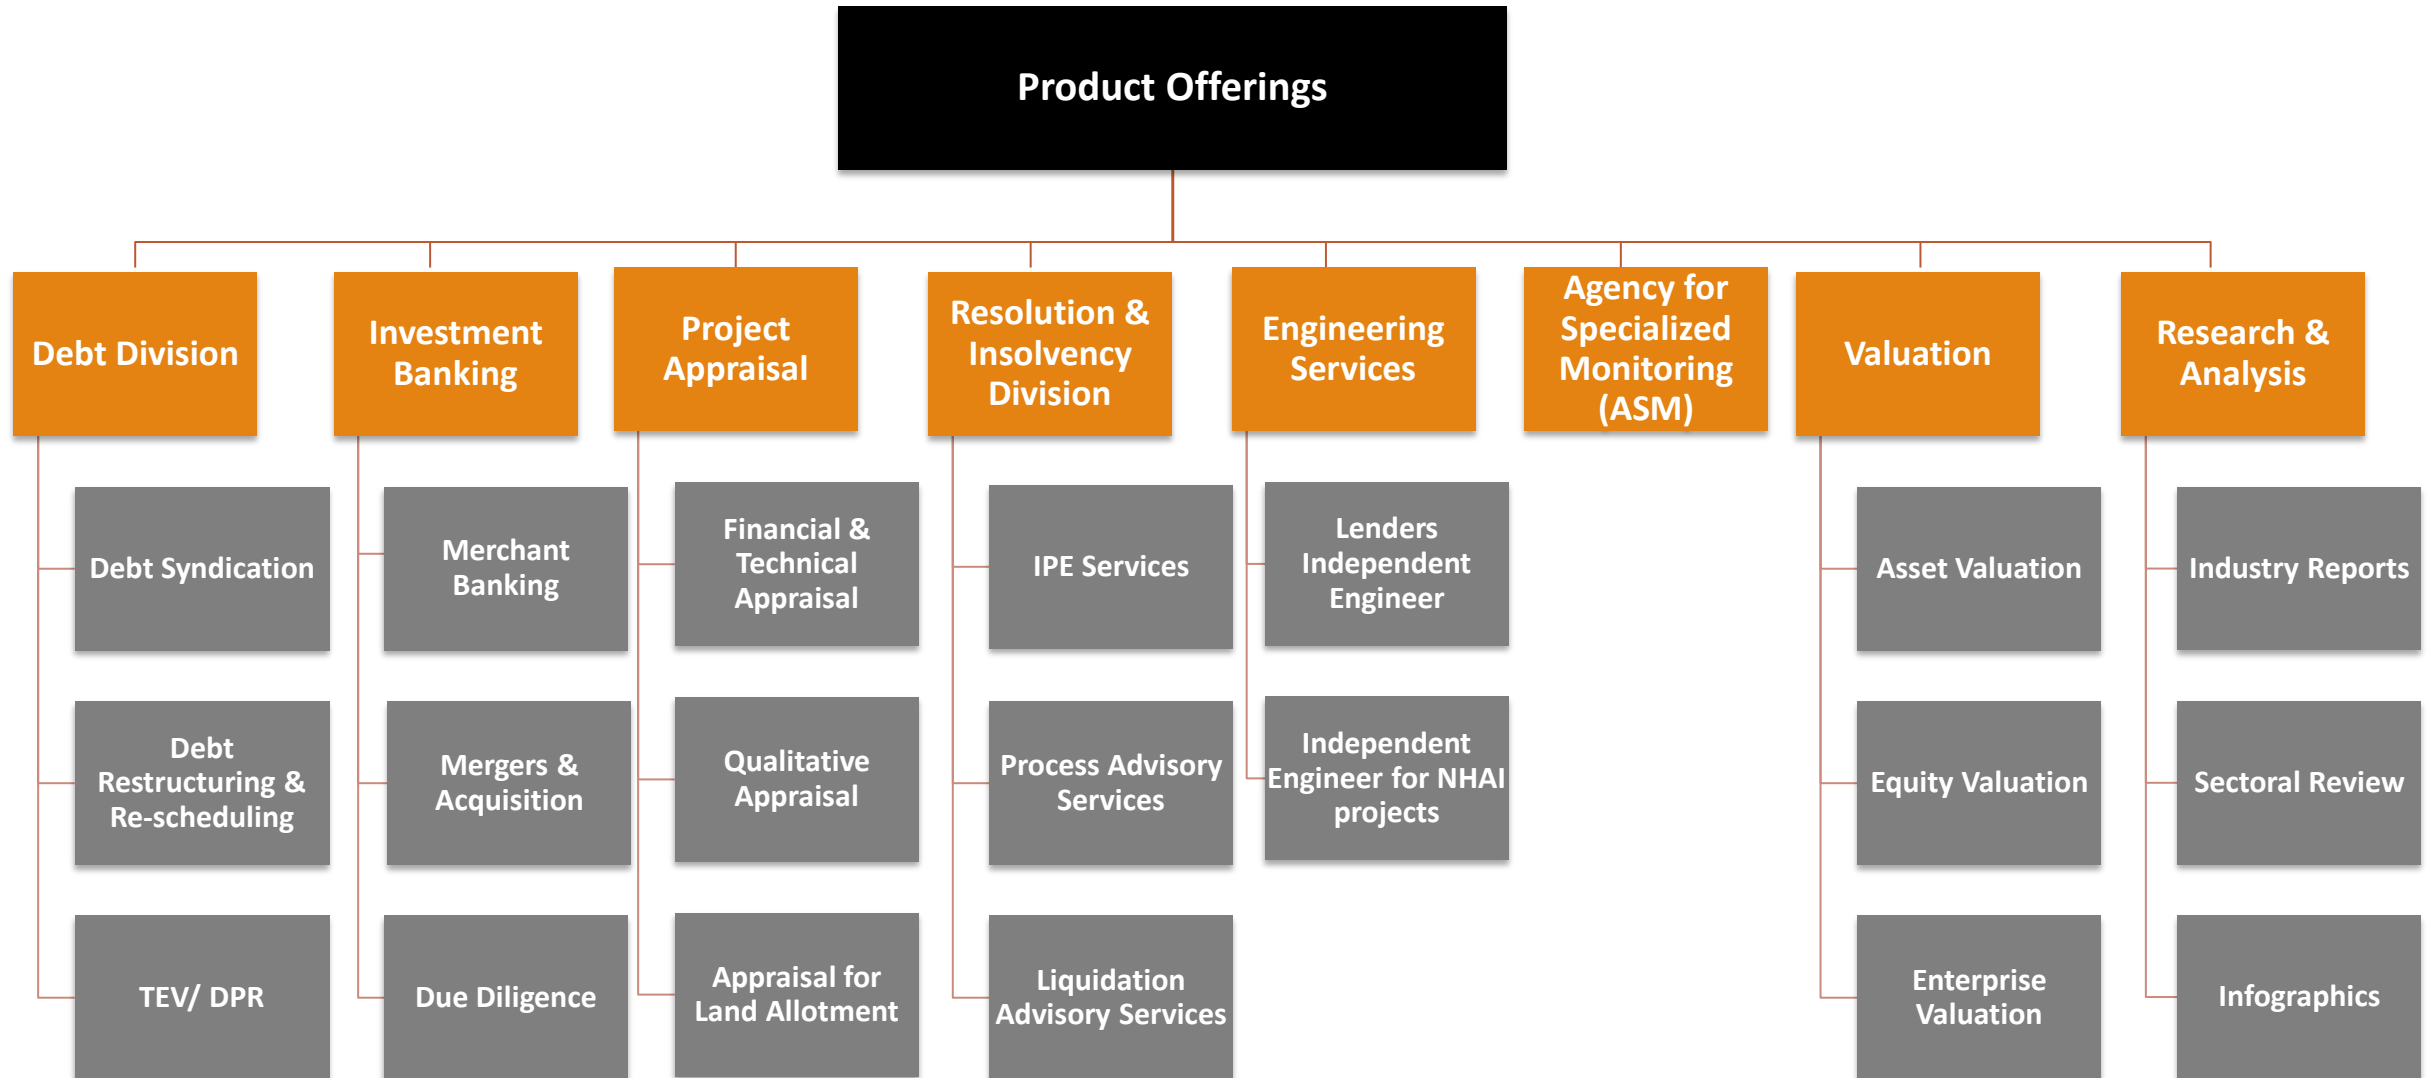 Product Offerings
Debt Division
Investment
Banking
Project
Appraisal
Resolution &
Insolvency
Division
Engineering
Services
Agency for
Specialized
Monitoring
(ASM)
Valuation
Research &
Analysis
Debt Syndication
Merchant
Banking
Financial &
Technical
Appraisal
IPE Services
Lenders
Independent
Engineer
Asset Valuation
Industry Reports
Debt
Restructuring &
Re-scheduling
Mergers &
Acquisition
Qualitative
Appraisal
Process Advisory
Services
Independent
Engineer for NHAI
projects
Equity Valuation
Sectoral Review
TEV/ DPR
Due Diligence
Appraisal for
Land Allotment
Liquidation
Advisory Services
Enterprise
Valuation
Infographics